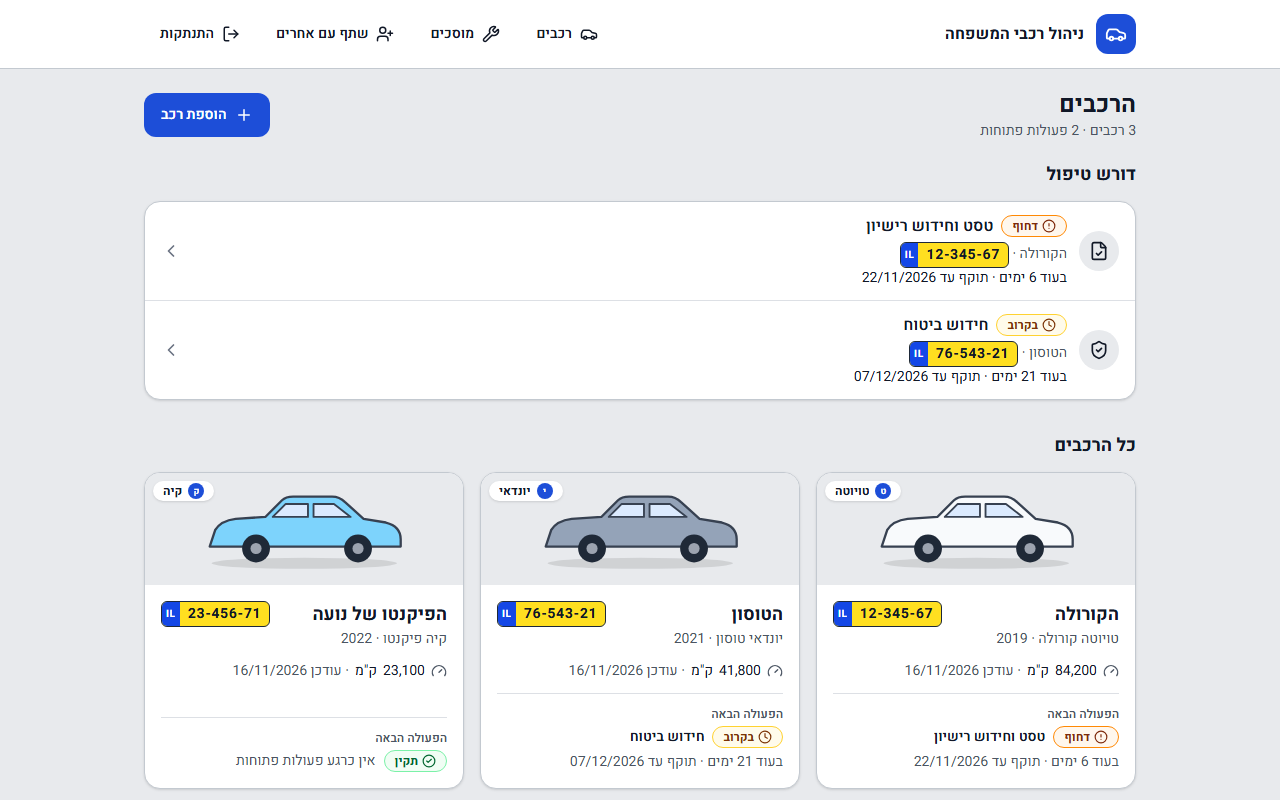 ניהול רכבי המשפחה
רכבים
מוסכים
שתף עם אחרים
התנתקות
הרכבים
3 רכבים · 2 פעולות פתוחות
הוספת רכב
דורש טיפול
דחוף טסט וחידוש רישיון
הקורולה · 12-345-67 IL
בעוד 6 ימים · תוקף עד 22/11/2026
בקרוב חידוש ביטוח
הטוסון · 76-543-21 IL
בעוד 21 ימים · תוקף עד 07/12/2026
כל הרכבים
ט טויוטה
הקורולה 12-345-67 IL
טויוטה קורולה · 2019
84,200 ק"מ · עודכן 16/11/2026
הפעולה הבאה
דחוף טסט וחידוש רישיון
בעוד 6 ימים · תוקף עד 22/11/2026
י יונדאי
הטוסון 76-543-21 IL
יונדאי טוסון · 2021
41,800 ק"מ · עודכן 16/11/2026
הפעולה הבאה
בקרוב חידוש ביטוח
בעוד 21 ימים · תוקף עד 07/12/2026
ק קיה
הפיקנטו של נועה 23-456-71 IL
קיה פיקנטו · 2022
23,100 ק"מ · עודכן 16/11/2026
הפעולה הבאה
תקין אין כרגע פעולות פתוחות